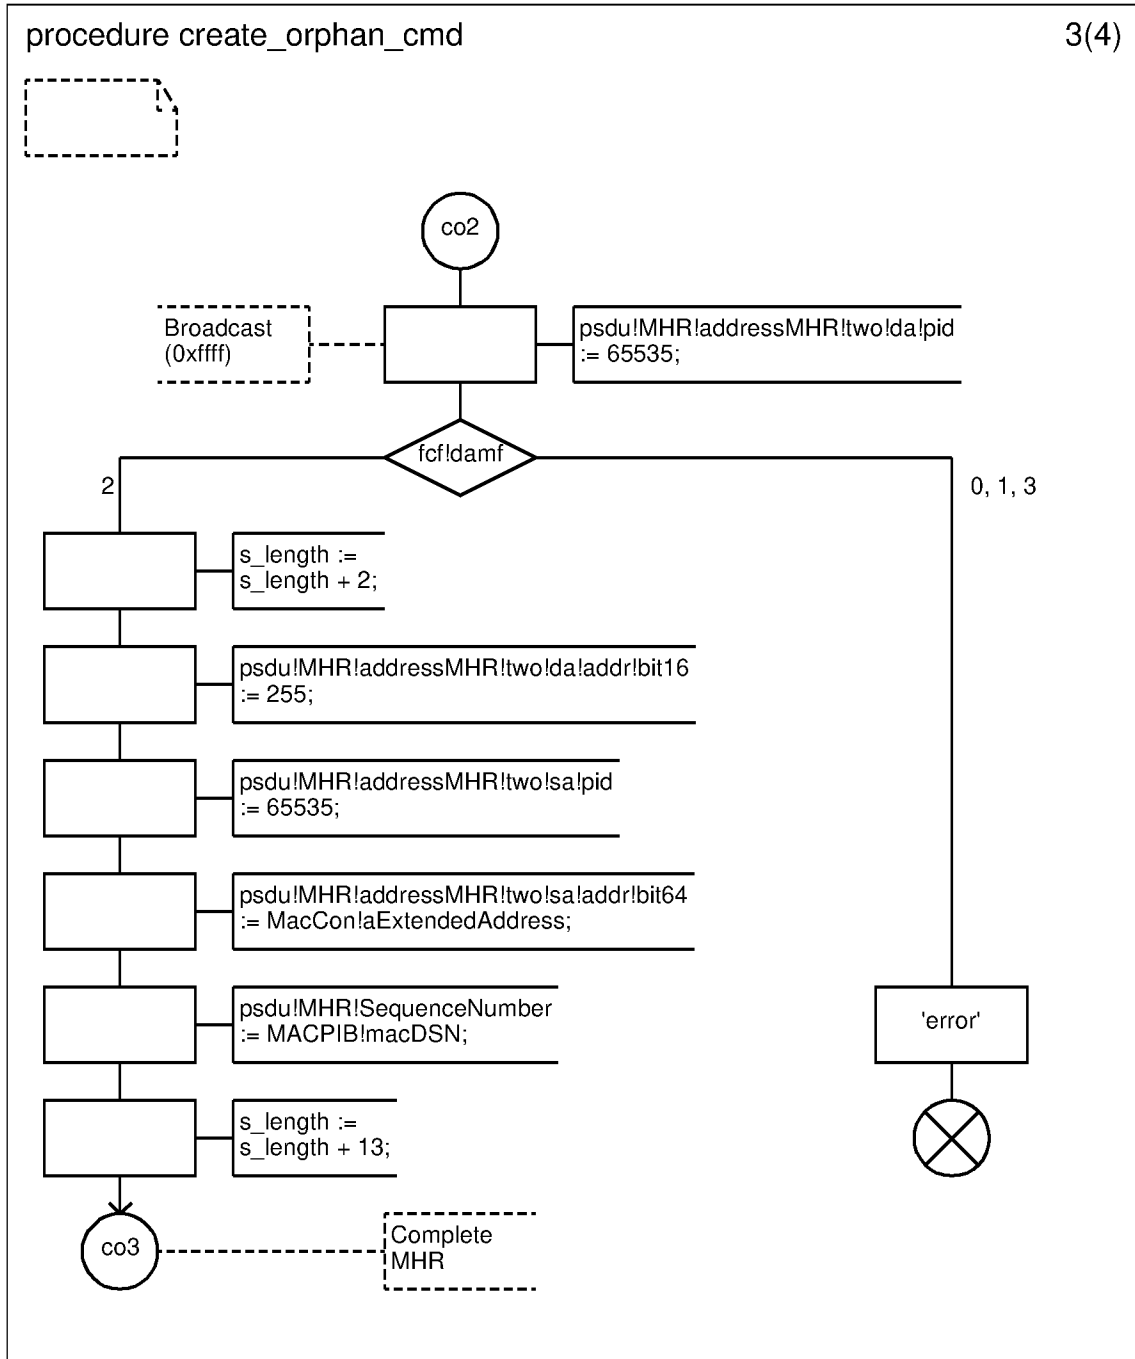 procedure create_orphan_cmd
3(4)
co2
Broadcast
(0xffff)
psdu!MHR!addressMHR!two!da!pid
:= 65535;
fcf!damf
2
0, 1, 3
s_length :=
s_length + 2;
psdu!MHR!addressMHR!two!da!addr!bit16
:= 255;
psdu!MHR!addressMHR!two!sa!pid
:= 65535;
psdu!MHR!addressMHR!two!sa!addr!bit64
:= MacCon!aExtendedAddress;
psdu!MHR!SequenceNumber
:= MACPIB!macDSN;
'error'
s_length :=
s_length + 13;
co3
Complete
MHR